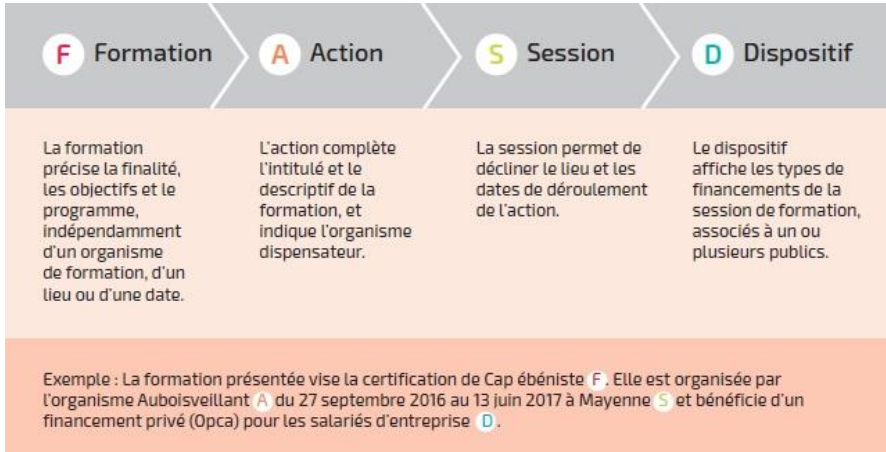 F Formation
A Action
S Session
D Dispositif
La formation
précise la finalité,
les objectifs et le
programme,
indépendamment
d'un organisme
de formation, d'un
lieu ou d'une date.
L'action complète
l'intitulé et le
descriptif de la
formation, et
indique l'organisme
dispensateur.
La session permet de
décliner le lieu et les
dates de déroulement
de l'action.
Le dispositif
affiche les types de
financements de la
session de formation,
associés à un ou
plusieurs publics.
Exemple : La formation présentée vise la certification de Cap ébéniste F. Elle est organisée par
l'organisme Auboisveillant A du 27 septembre 2016 au 13 juin 2017 à Mayenne S et bénéficie d'un
financement privé (Opca) pour les salariés d'entreprise D.